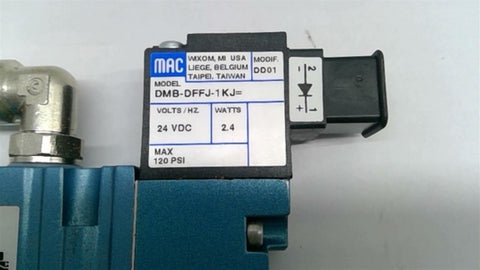 MAC
WIXOM, MI USA
LIEGE, BELGIUM
TAIPEI, TAIWAN
MODIF.
DD01
MODEL
DMB-DFFJ-1KJ=
VOLTS / HZ.
24 VDC
WATTS
2.4
MAX
120 PSI
2 -
1 +